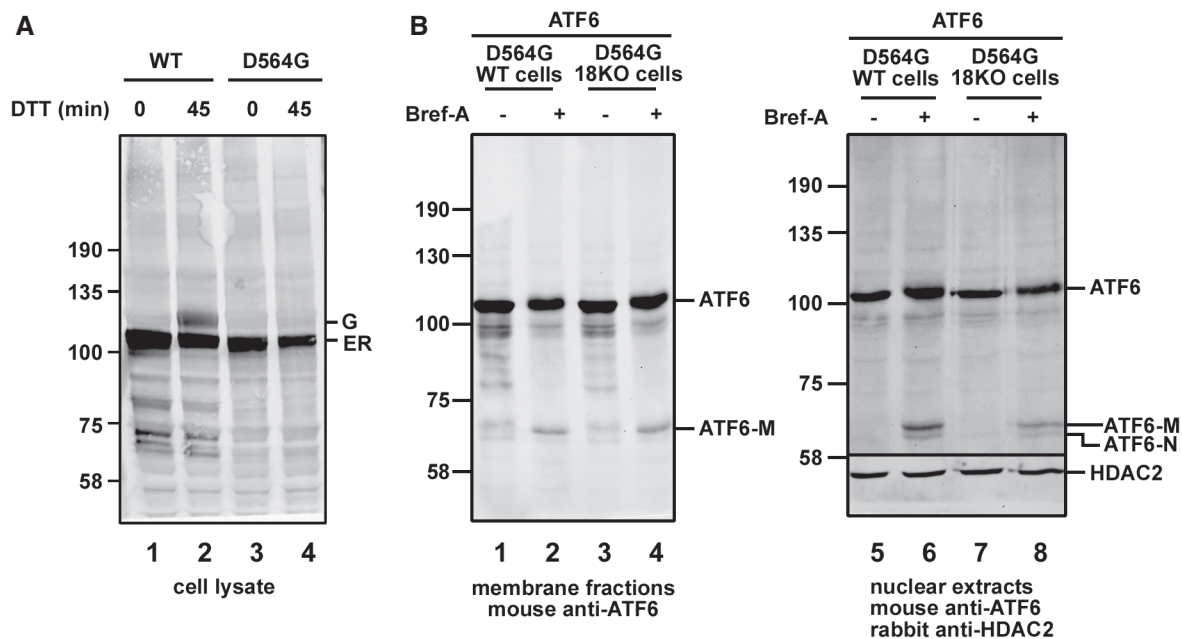 A
WT D564G
DTT (min) 0 45 0 45
190
135
100
75
58
G
ER
1 2 3 4
cell lysate
B
ATF6
D564G D564G
WT cells 18KO cells
Bref-A - + - +
190
130
100
75
58
ATF6
ATF6-M
1 2 3 4
membrane fractions
mouse anti-ATF6
ATF6
D564G D564G
WT cells 18KO cells
Bref-A - + - +
190
135
100
75
58
ATF6
ATF6-M
ATF6-N
HDAC2
5 6 7 8
nuclear extracts
mouse anti-ATF6
rabbit anti-HDAC2